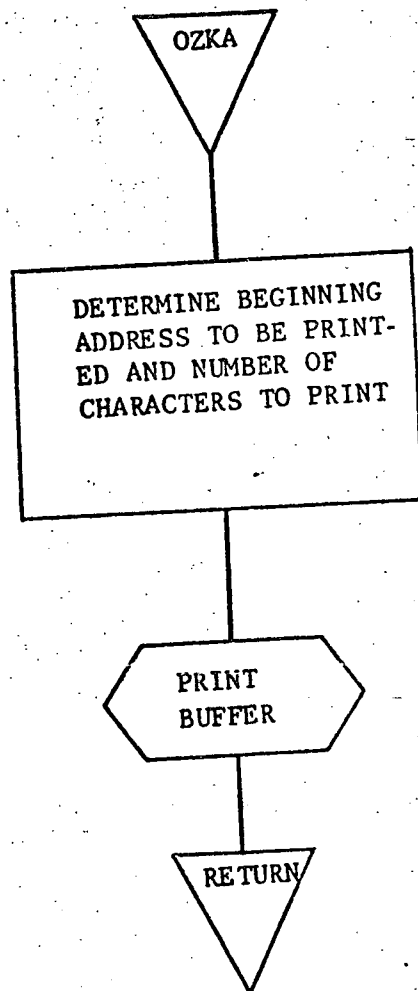 OZKA
DETERMINE BEGINNING
ADDRESS TO BE PRINT-
ED AND NUMBER OF
CHARACTERS TO PRINT
PRINT
BUFFER
RETURN